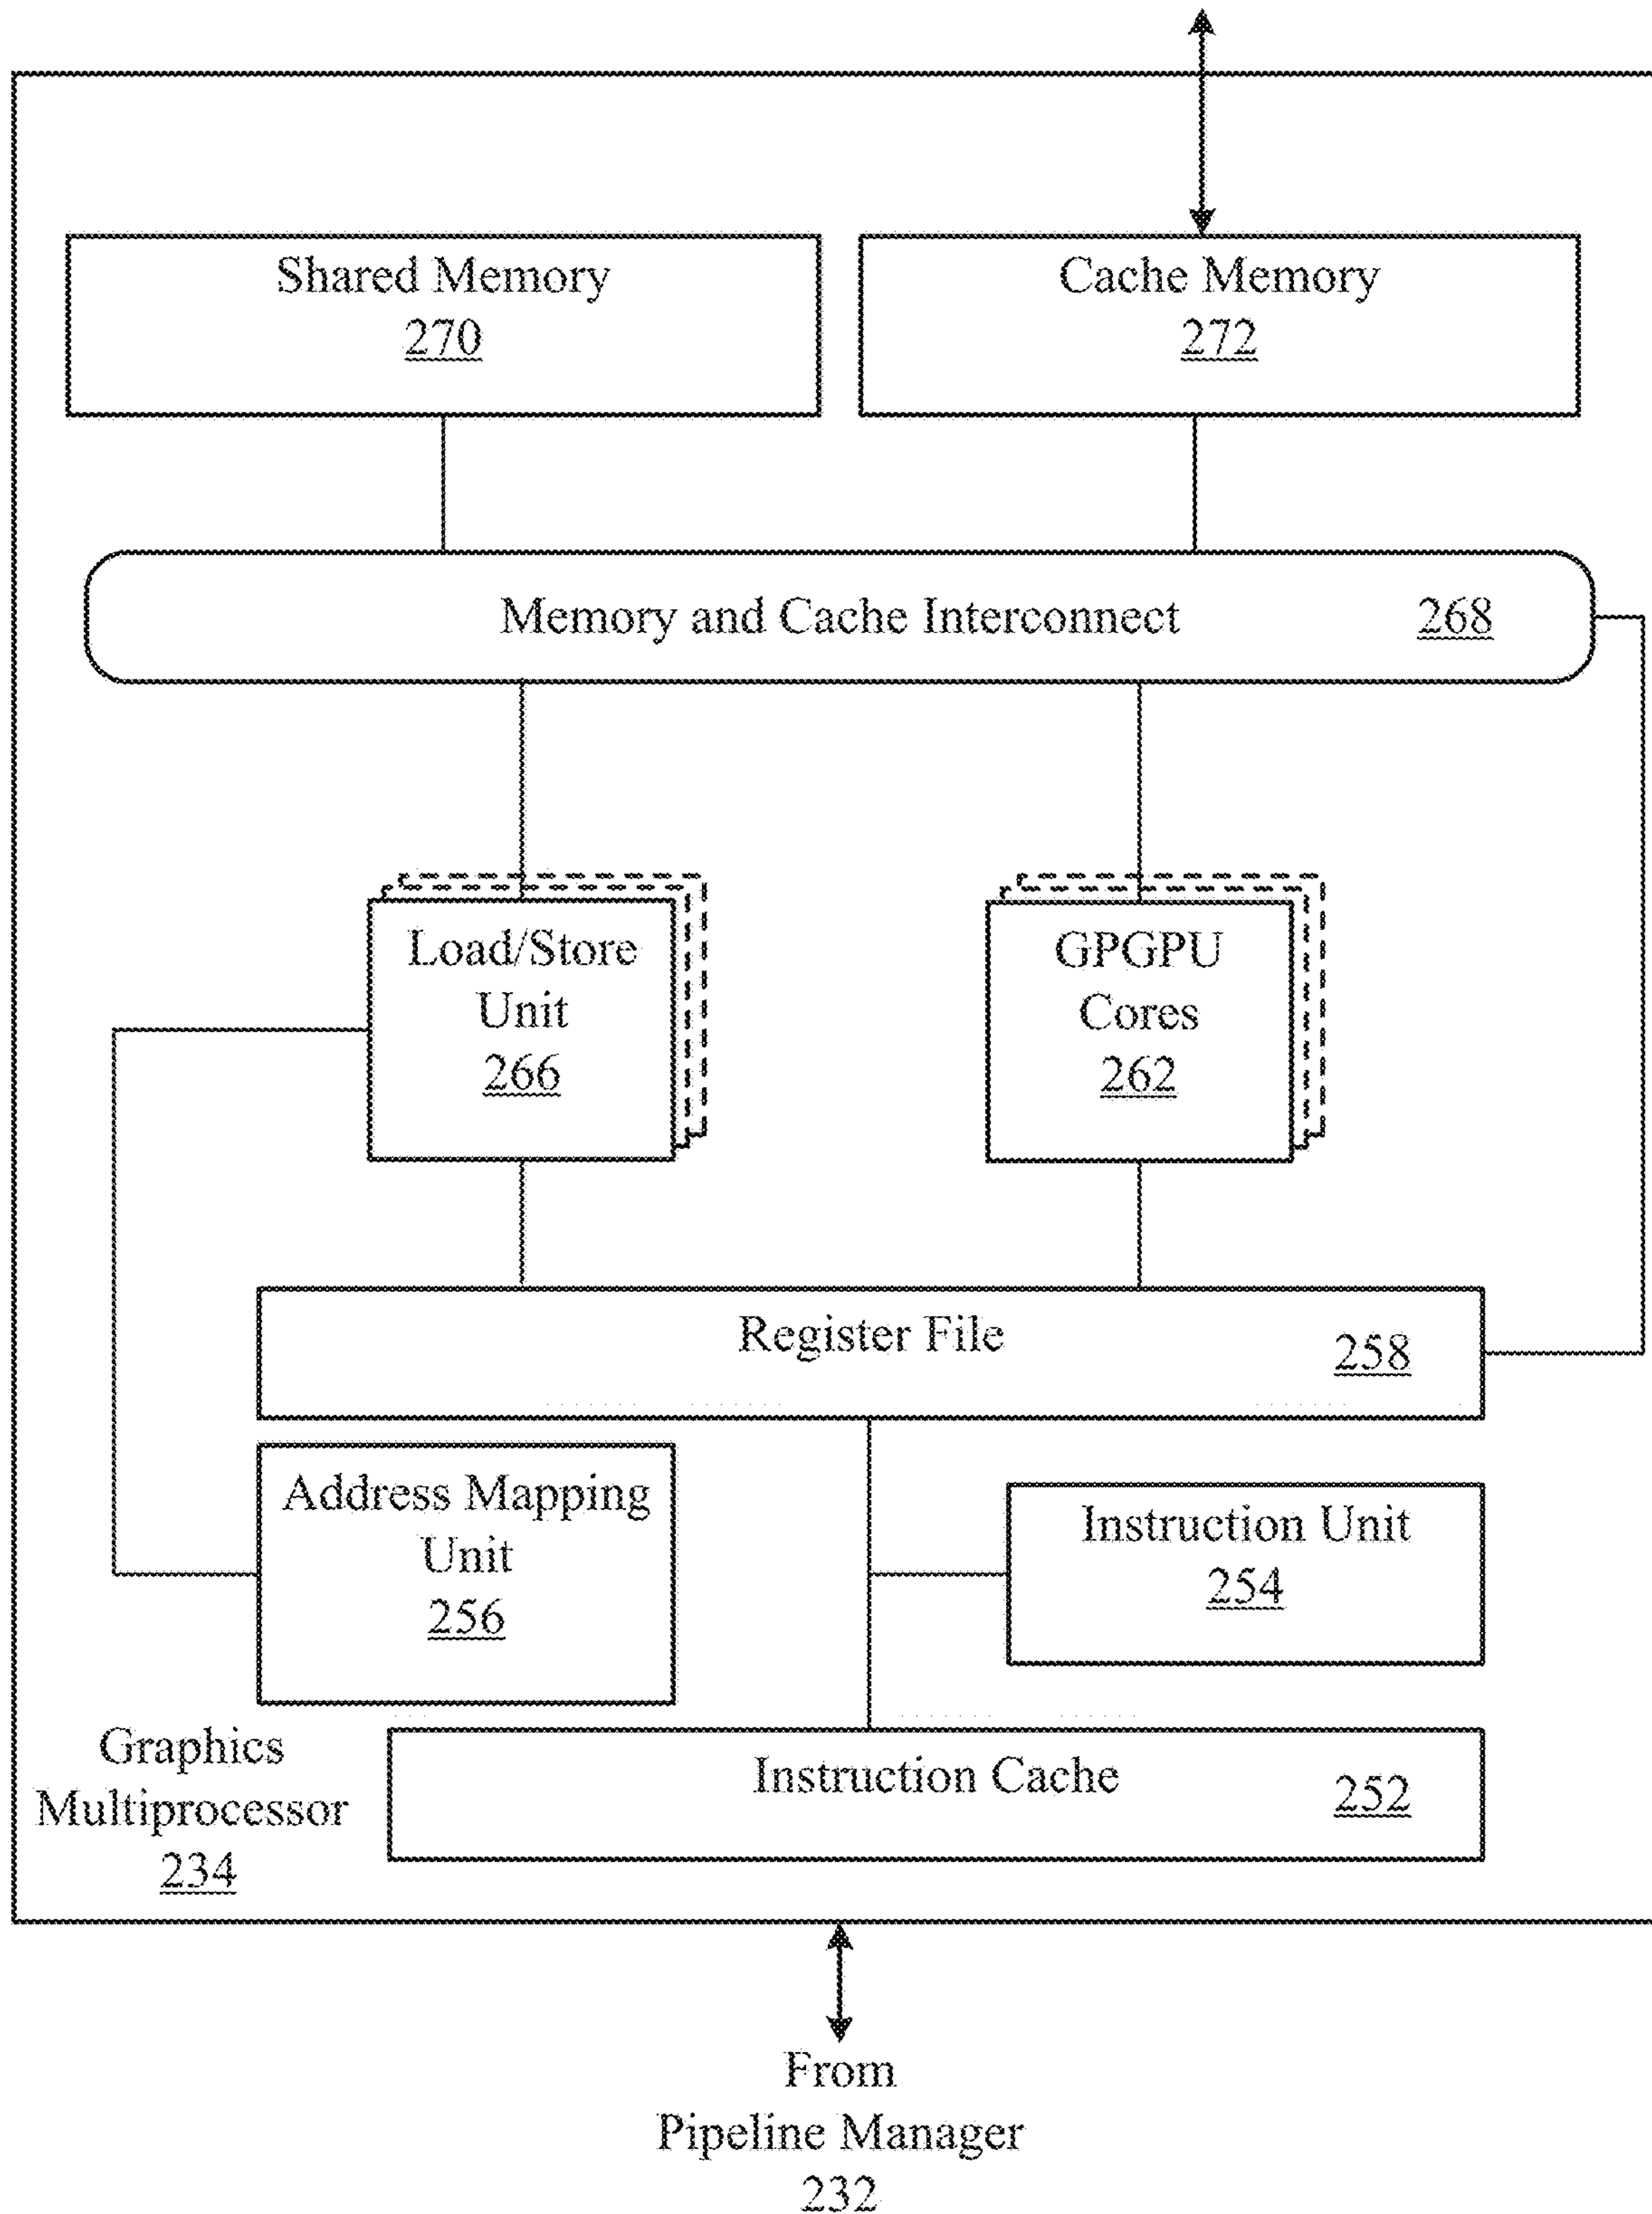 Shared Memory
270
Cache Memory
272
Memory and Cache Interconnect 268
Load/Store
Unit
266
GPGPU
Cores
262
Register File 258
Address Mapping
Unit
256
Instruction Unit
254
Graphics
Multiprocessor
234
Instruction Cache 252
From
Pipeline Manager
232